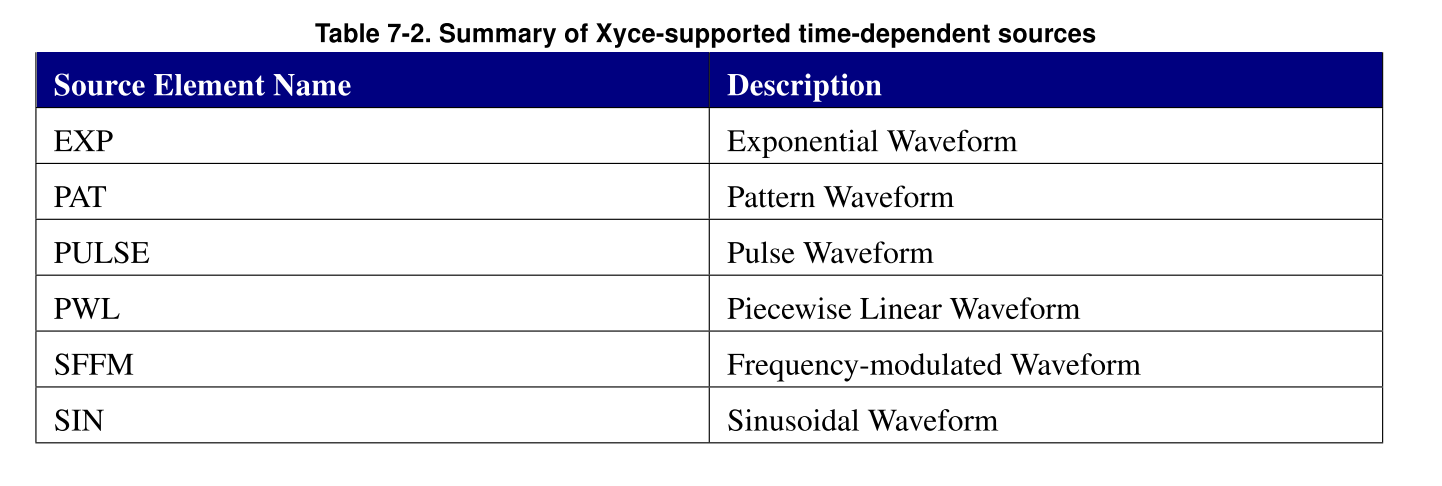 Table 7-2. Summary of Xyce-supported time-dependent sources
Source Element Name Description
EXP Exponential Waveform
PAT Pattern Waveform
PULSE Pulse Waveform
PWL Piecewise Linear Waveform
SFFM Frequency-modulated Waveform
SIN Sinusoidal Waveform